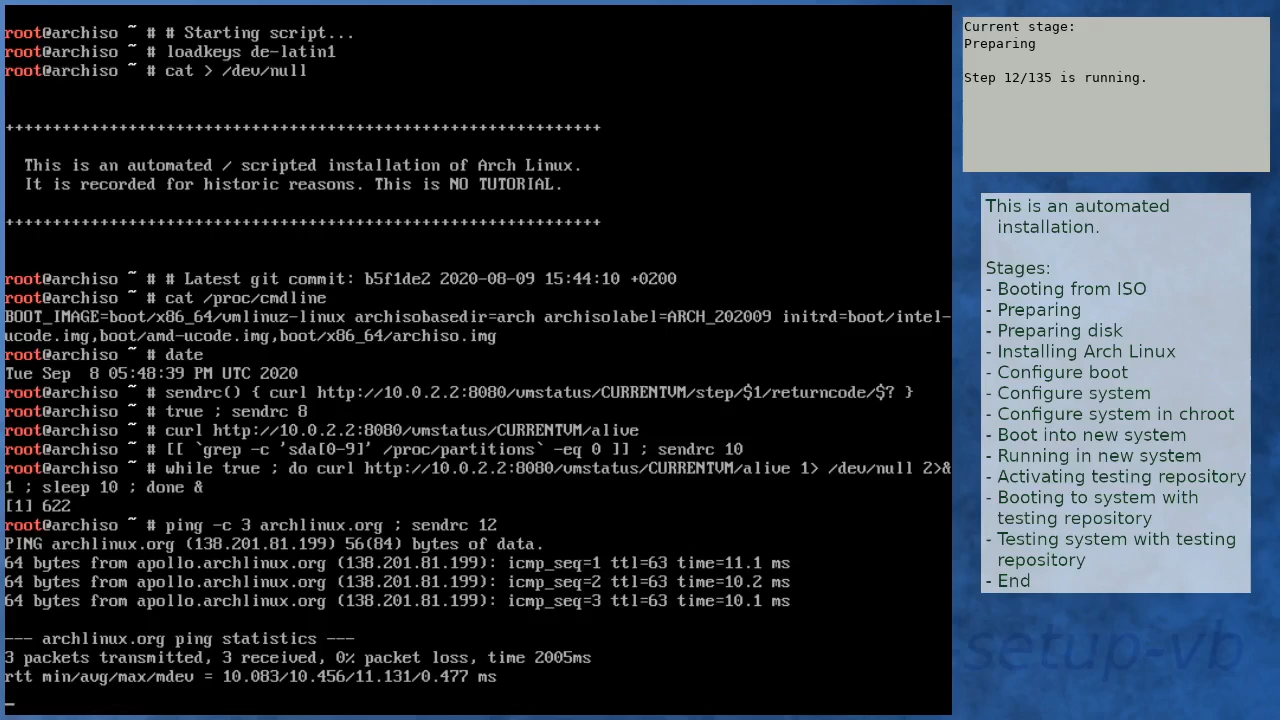 root@archiso ~ # # Starting script...
root@archiso ~ # loadkeys de-latin1
root@archiso ~ # cat > /dev/null
+++++++++++++++++++++++++++++++++++++++++++++++++++++++++++++++
This is an automated / scripted installation of Arch Linux.
It is recorded for historic reasons. This is NO TUTORIAL.
+++++++++++++++++++++++++++++++++++++++++++++++++++++++++++++++
root@archiso ~ # # Latest git commit: b5f1de2 2020-08-09 15:44:10 +0200
root@archiso ~ # cat /proc/cmdline
BOOT_IMAGE=boot/x86_64/vmlinuz-linux archisobasedir=arch archisolabel=ARCH_202009 initrd=boot/intel-
ucode.img,boot/amd-ucode.img,boot/x86_64/archiso.img
root@archiso ~ # date
Tue Sep  8 05:48:39 PM UTC 2020
root@archiso ~ # sendrc() { curl http://10.0.2.2:8080/vmstatus/CURRENTVM/step/$1/returncode/$? }
root@archiso ~ # true ; sendrc 8
root@archiso ~ # curl http://10.0.2.2:8080/vmstatus/CURRENTVM/alive
root@archiso ~ # [[ `grep -c 'sda[0-9]' /proc/partitions` -eq 0 ]] ; sendrc 10
root@archiso ~ # while true ; do curl http://10.0.2.2:8080/vmstatus/CURRENTVM/alive 1> /dev/null 2>&
1 ; sleep 10 ; done &
[1] 622
root@archiso ~ # ping -c 3 archlinux.org ; sendrc 12
PING archlinux.org (138.201.81.199) 56(84) bytes of data.
64 bytes from apollo.archlinux.org (138.201.81.199): icmp_seq=1 ttl=63 time=11.1 ms
64 bytes from apollo.archlinux.org (138.201.81.199): icmp_seq=2 ttl=63 time=10.2 ms
64 bytes from apollo.archlinux.org (138.201.81.199): icmp_seq=3 ttl=63 time=10.1 ms
--- archlinux.org ping statistics ---
3 packets transmitted, 3 received, 0% packet loss, time 2005ms
rtt min/avg/max/mdev = 10.083/10.456/11.131/0.477 ms
_
Current stage:
Preparing
Step 12/135 is running.
This is an automated
installation.
Stages:
- Booting from ISO
- Preparing
- Preparing disk
- Installing Arch Linux
- Configure boot
- Configure system
- Configure system in chroot
- Boot into new system
- Running in new system
- Activating testing repository
- Booting to system with
testing repository
- Testing system with testing
repository
- End
setup-vb